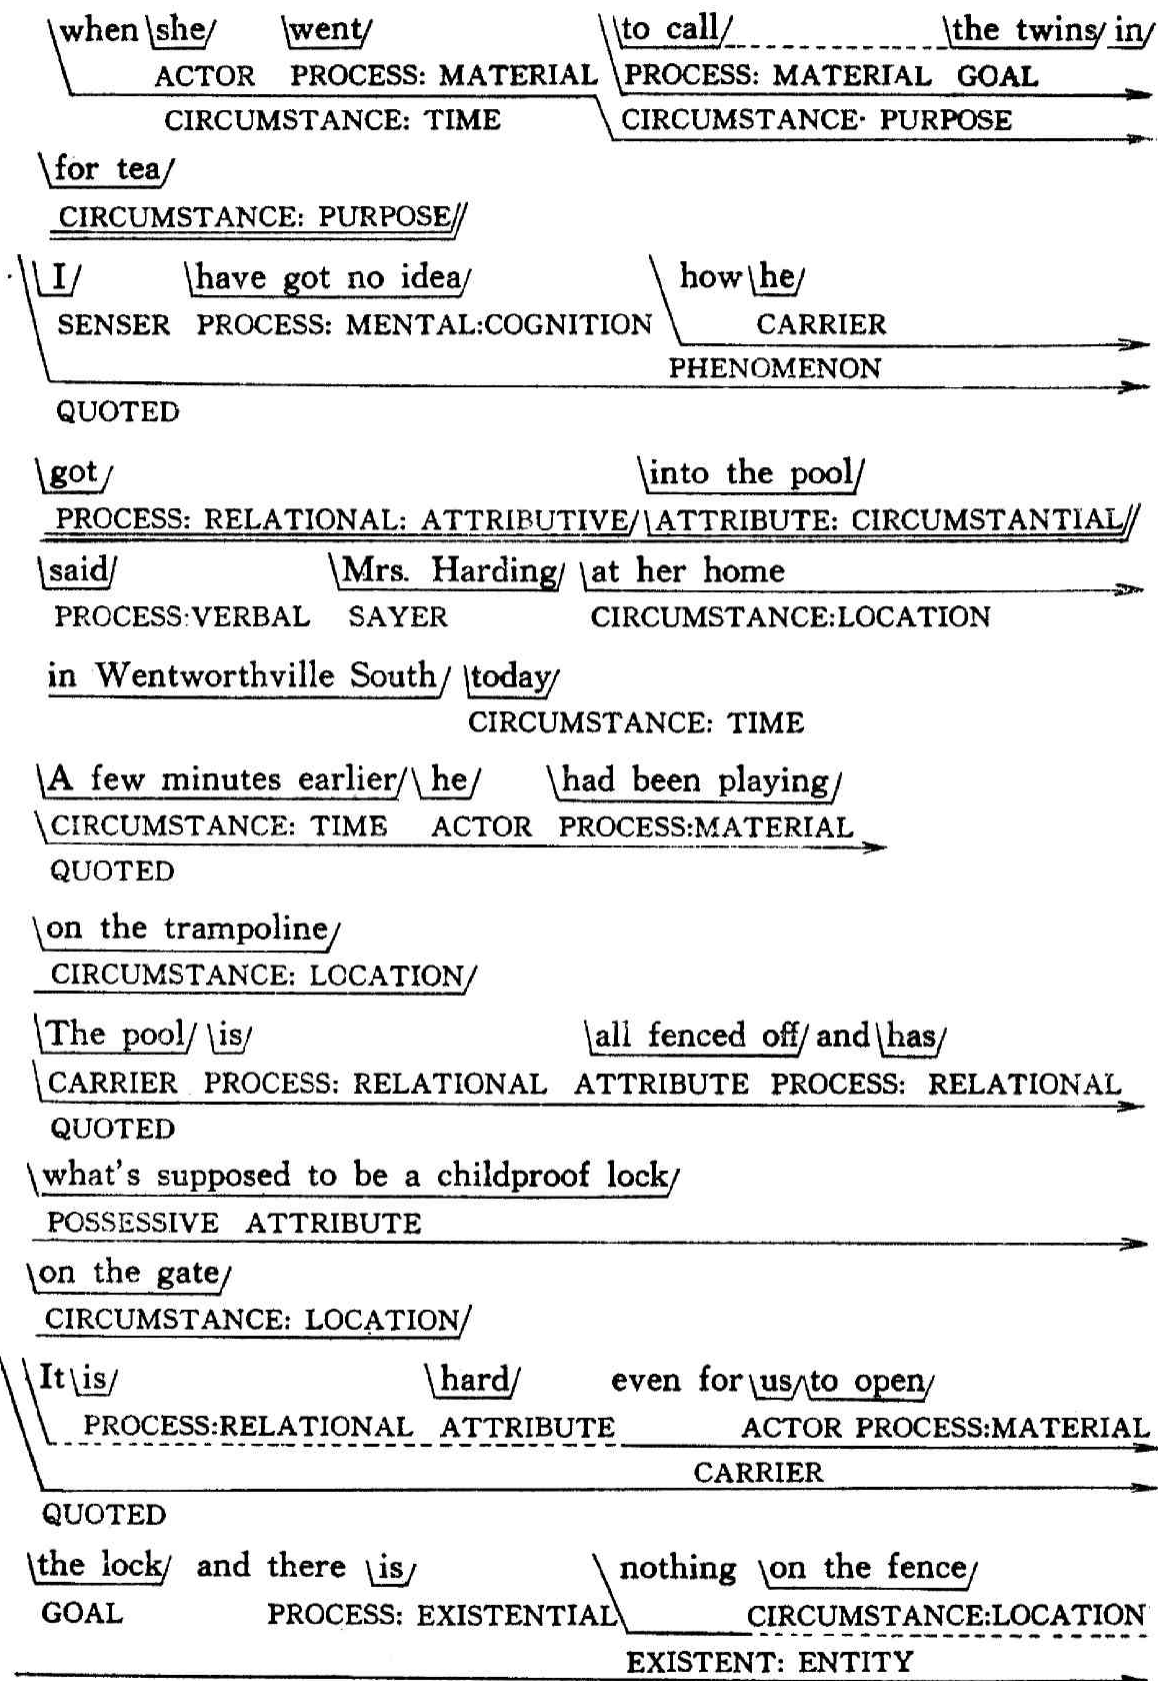 when she went to call the twins in
ACTOR PROCESS: MATERIAL PROCESS: MATERIAL GOAL
CIRCUMSTANCE: TIME CIRCUMSTANCE· PURPOSE
for tea
CIRCUMSTANCE: PURPOSE
I have got no idea how he
SENSER PROCESS: MENTAL:COGNITION CARRIER
PHENOMENON
QUOTED
got into the pool
PROCESS: RELATIONAL: ATTRIBUTIVE ATTRIBUTE: CIRCUMSTANTIAL
said Mrs. Harding at her home
PROCESS:VERBAL SAYER CIRCUMSTANCE:LOCATION
in Wentworthville South today
CIRCUMSTANCE: TIME
A few minutes earlier he had been playing
CIRCUMSTANCE: TIME ACTOR PROCESS:MATERIAL
QUOTED
on the trampoline
CIRCUMSTANCE: LOCATION
The pool is all fenced off and has
CARRIER PROCESS: RELATIONAL ATTRIBUTE PROCESS: RELATIONAL
QUOTED
what's supposed to be a childproof lock
POSSESSIVE ATTRIBUTE
on the gate
CIRCUMSTANCE: LOCATION
It is hard even for us to open
PROCESS:RELATIONAL ATTRIBUTE ACTOR PROCESS:MATERIAL
CARRIER
QUOTED
the lock and there is nothing on the fence
GOAL PROCESS: EXISTENTIAL CIRCUMSTANCE:LOCATION
EXISTENT: ENTITY